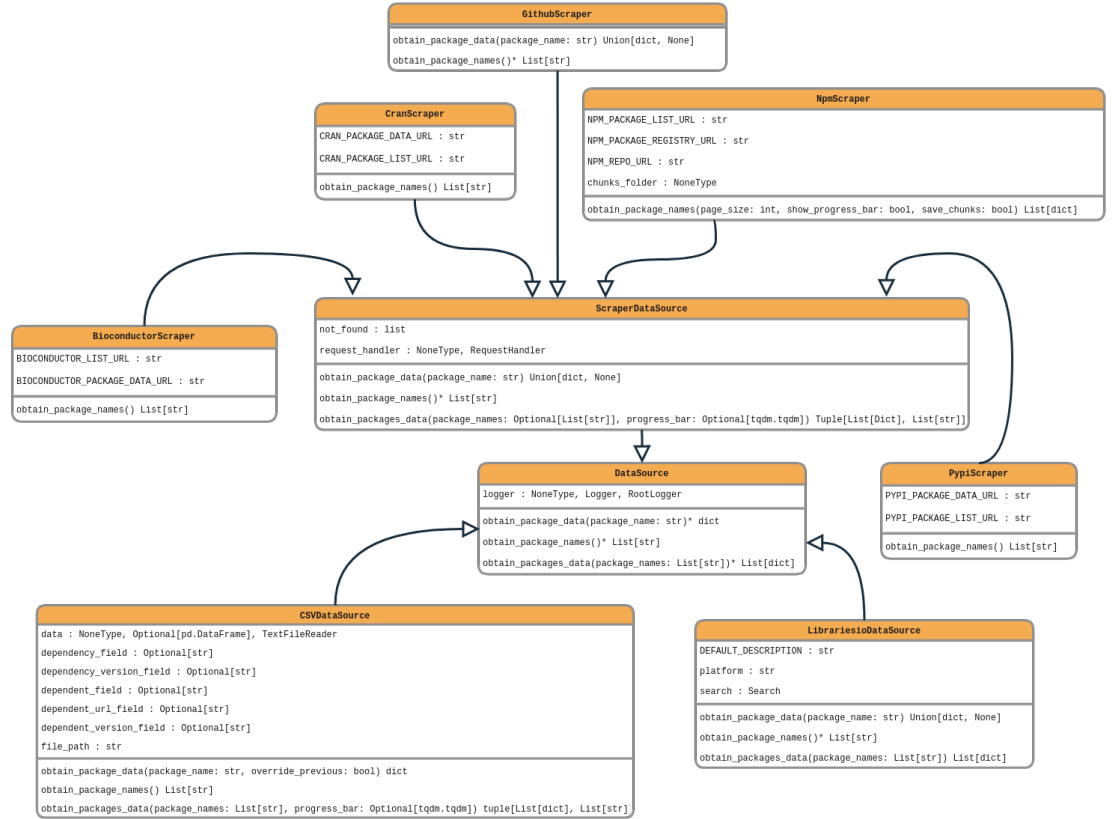 GithubScraper
obtain_package_data(package_name: str) Union[dict, None]
obtain_package_names()* List[str]
CranScraper
CRAN_PACKAGE_DATA_URL : str
CRAN_PACKAGE_LIST_URL : str
obtain_package_names() List[str]
NpmScraper
NPM_PACKAGE_LIST_URL : str
NPM_PACKAGE_REGISTRY_URL : str
NPM_REPO_URL : str
chunks_folder : NoneType
obtain_package_names(page_size: int, show_progress_bar: bool, save_chunks: bool) List[dict]
BioconductorScraper
BIOCONDUCTOR_LIST_URL : str
BIOCONDUCTOR_PACKAGE_DATA_URL : str
obtain_package_names() List[str]
ScraperDataSource
not_found : list
request_handler : NoneType, RequestHandler
obtain_package_data(package_name: str) Union[dict, None]
obtain_package_names()* List[str]
obtain_packages_data(package_names: Optional[List[str]], progress_bar: Optional[tqdm.tqdm]) Tuple[List[Dict], List[str]]
DataSource
logger : NoneType, Logger, RootLogger
obtain_package_data(package_name: str)* dict
obtain_package_names()* List[str]
obtain_packages_data(package_names: List[str])* List[dict]
PypiScraper
PYPI_PACKAGE_DATA_URL : str
PYPI_PACKAGE_LIST_URL : str
obtain_package_names() List[str]
CSVDataSource
data : NoneType, Optional[pd.DataFrame], TextFileReader
dependency_field : Optional[str]
dependency_version_field : Optional[str]
dependent_field : Optional[str]
dependent_url_field : Optional[str]
dependent_version_field : Optional[str]
file_path : str
obtain_package_data(package_name: str, override_previous: bool) dict
obtain_package_names() List[str]
obtain_packages_data(package_names: List[str], progress_bar: Optional[tqdm.tqdm]) tuple[List[Dict], List[str]
LibrariesioDataSource
DEFAULT_DESCRIPTION : str
platform : str
search : Search
obtain_package_data(package_name: str) Union[dict, None]
obtain_package_names()* List[str]
obtain_packages_data(package_names: List[str]) List[dict]